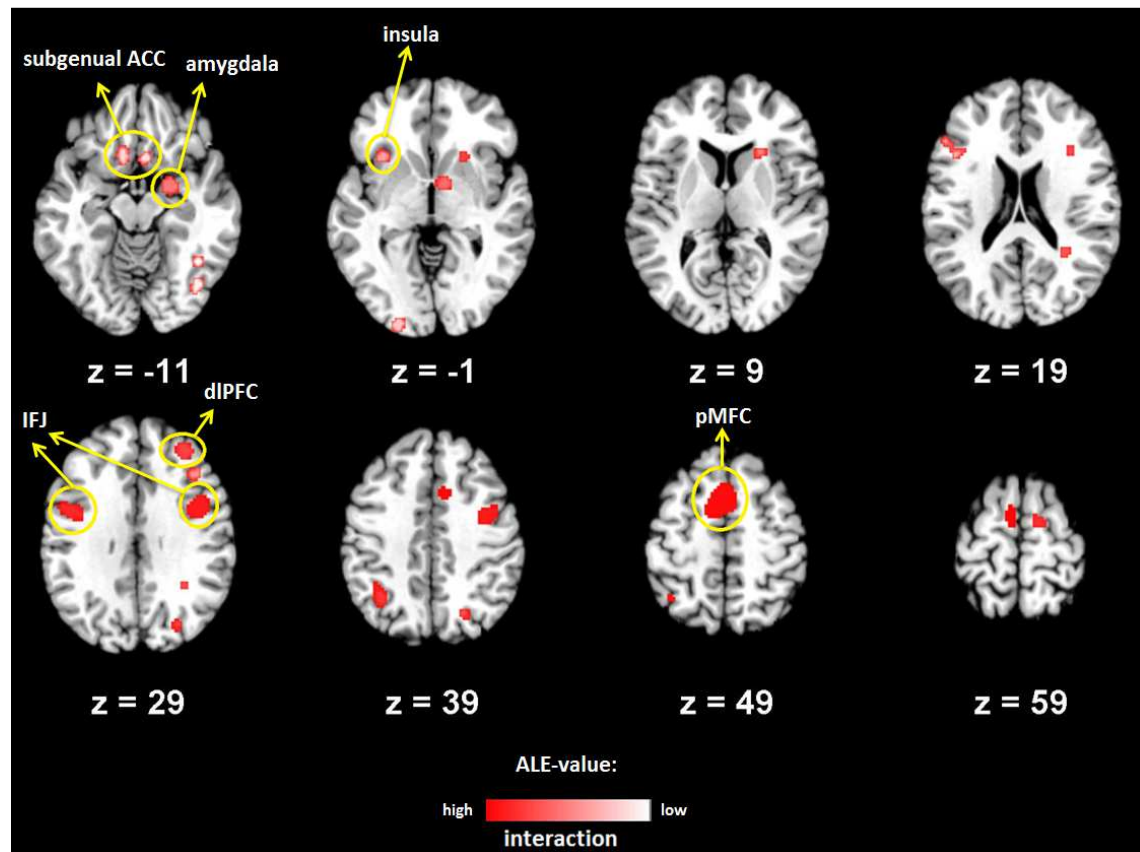 insula
subgenual ACC
amygdala
z = -11
z = -1
z = 9
z = 19
dlPFC
IFJ
pMFC
z = 29
z = 39
z = 49
z = 59
ALE-value:
high
low
interaction